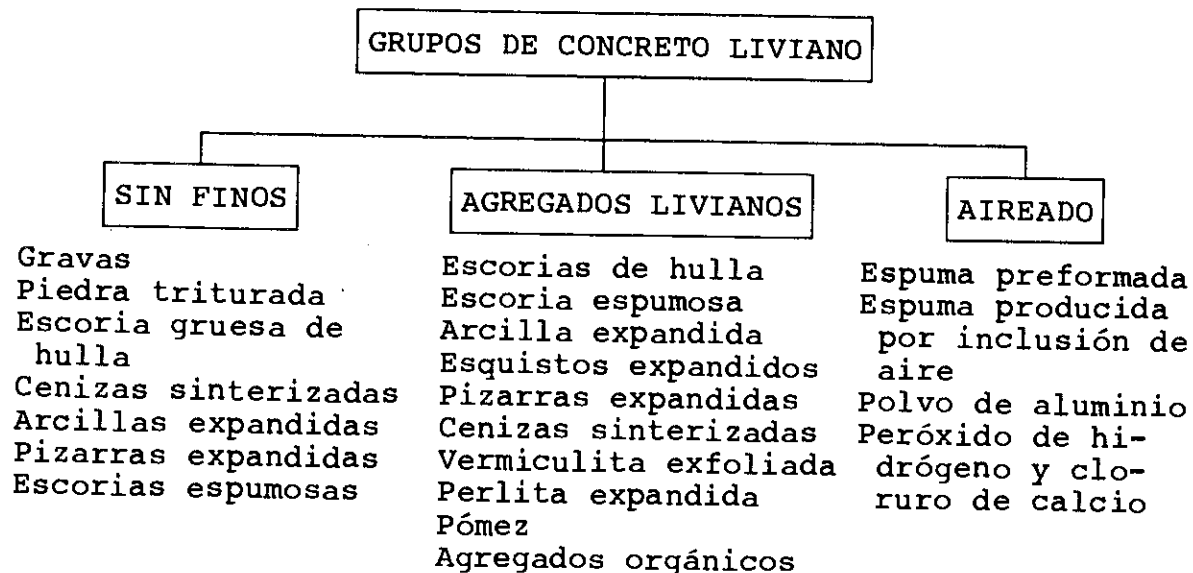 GRUPOS DE CONCRETO LIVIANO
SIN FINOS
Gravas
Piedra triturada
Escoria gruesa de
hulla
Cenizas sinterizadas
Arcillas expandidas
Pizarras expandidas
Escorias espumosas
AGREGADOS LIVIANOS
Escorias de hulla
Escoria espumosa
Arcilla expandida
Esquistos expandidos
Pizarras expandidas
Cenizas sinterizadas
Vermiculita exfoliada
Perlita expandida
Pómez
Agregados orgánicos
AIREADO
Espuma preformada
Espuma producida
por inclusión de
aire
Polvo de aluminio
Peróxido de hi-
drógeno y clo-
ruro de calcio